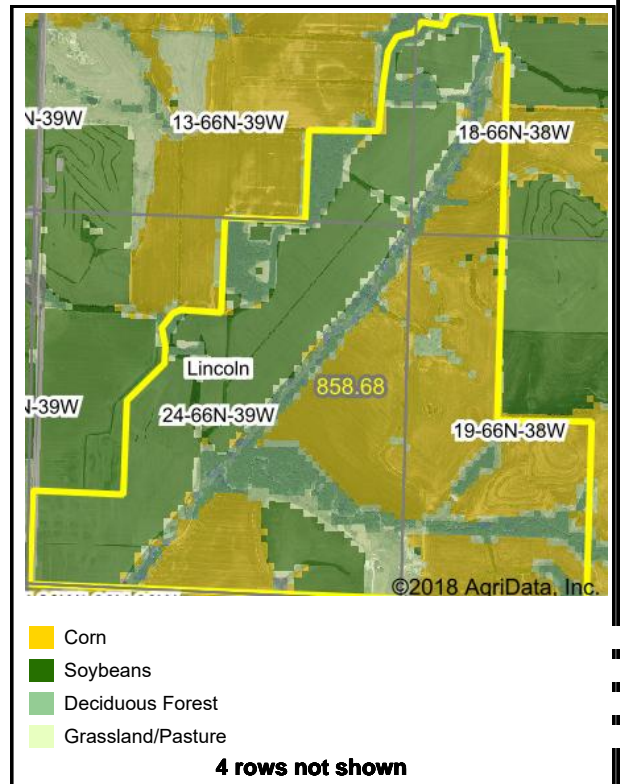 N-39W
13-66N-39W
18-66N-38W
Lincoln
858.68
N-39W
24-66N-39W
19-66N-38W
©2018 AgriData, Inc.
Corn
Soybeans
Deciduous Forest
Grassland/Pasture
4 rows not shown